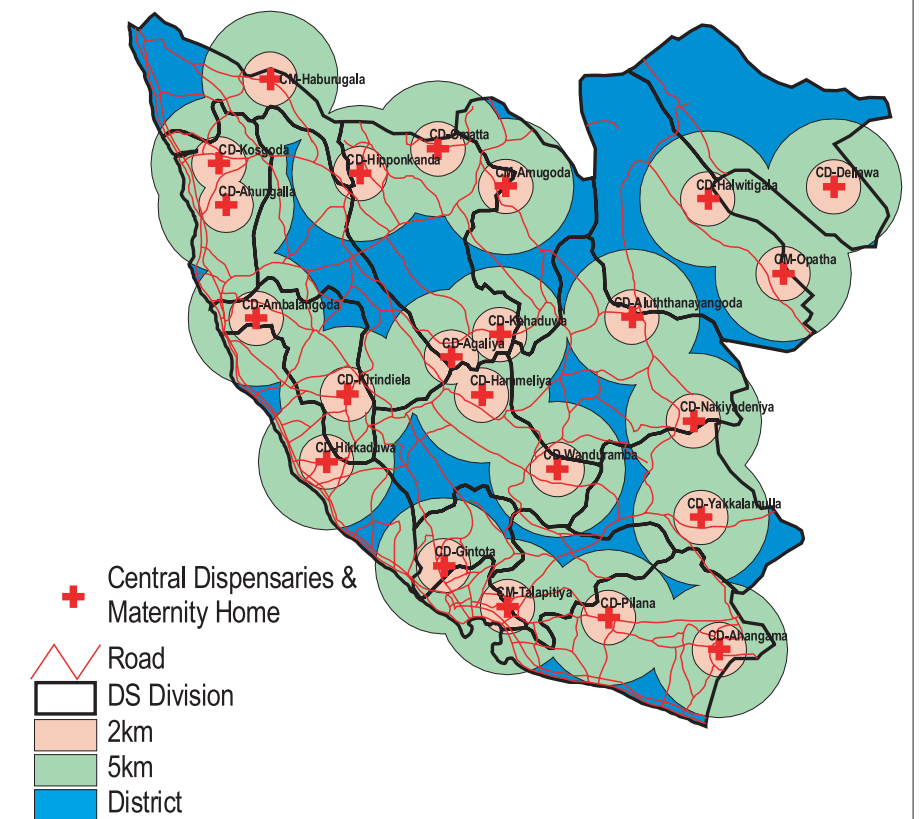 CM-Haburugala
CD-Omatta
CD-Kosgoda
CD-Hipponkanda
CM-Amugoda
CD-Dellawa
CD-Halwitigala
CD-Ahungalla
CM-Opatha
CD-Ambalangoda
CD-Aluththanayangoda
CD-Kahaduwa
CD-Agaliya
CD-Kirindiela
CD-Hammeliya
CD-Nakiyadeniya
CD-Hikkaduwa
CD-Wanduramba
CD-Yakkalamulla
CD-Gintota
CM-Talapitiya
CD-Pilana
CD-Ahangama
Central Dispensaries &
Maternity Home
Road
DS Division
2km
5km
District